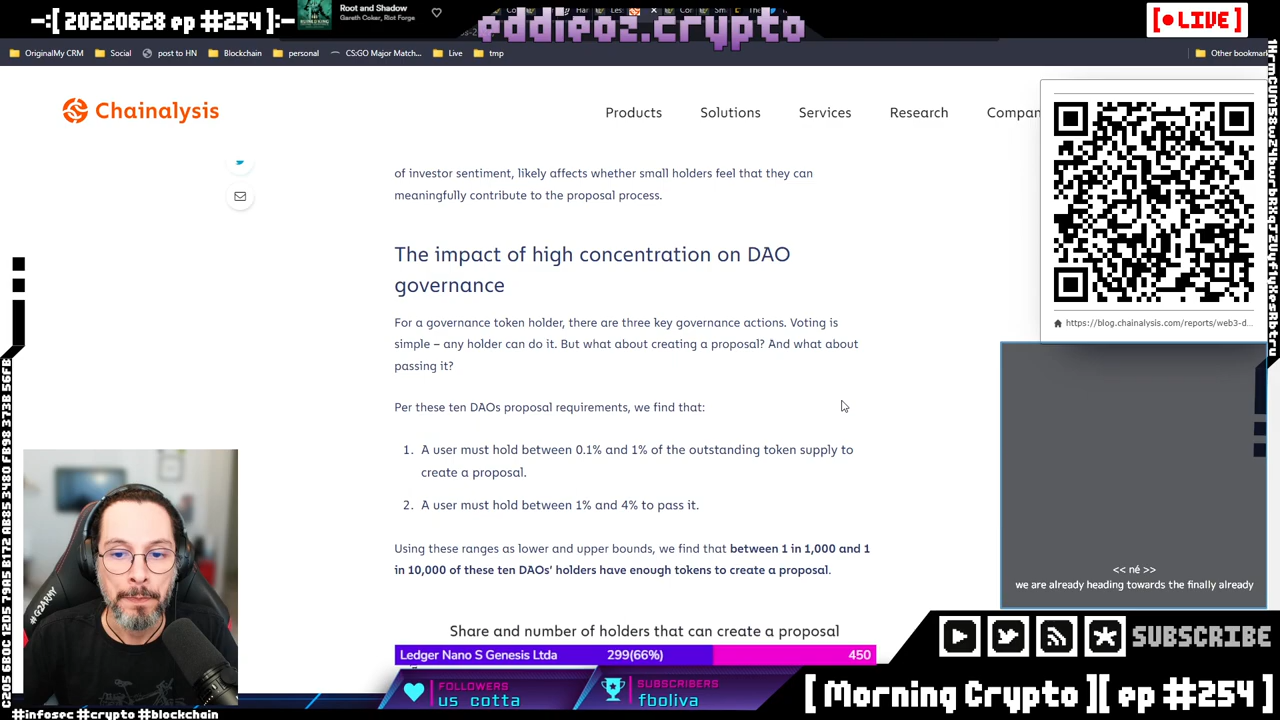 -:[ 20220628 ep #254 ]:-
Root and Shadow
Gareth Coker, Riot Forge
eddieoz.crypto
[ LIVE ]
OriginalMy CRM
Social
post to HN
Blockchain
personal
CS:GO Major Match...
Live
tmp
Other bookmar
Chainalysis
Products
Solutions
Services
Research
Compan
of investor sentiment, likely affects whether small holders feel that they can
meaningfully contribute to the proposal process.
The impact of high concentration on DAO
governance
For a governance token holder, there are three key governance actions. Voting is
simple – any holder can do it. But what about creating a proposal? And what about
passing it?
Per these ten DAOs proposal requirements, we find that:
1. A user must hold between 0.1% and 1% of the outstanding token supply to
create a proposal.
2. A user must hold between 1% and 4% to pass it.
Using these ranges as lower and upper bounds, we find that between 1 in 1,000 and 1
in 10,000 of these ten DAOs' holders have enough tokens to create a proposal.
Share and number of holders that can create a proposal
https://blog.chainalysis.com/reports/web3-d...
<< né >>
we are already heading towards the finally already
#G2ARMY
Ledger Nano S Genesis Ltda
299(66%)
450
FOLLOWERS
us cotta
SUBSCRIBERS
fboliva
SUBSCRIBE
[ Morning Crypto ][ ep #254 ]
#infosec #crypto #blockchain